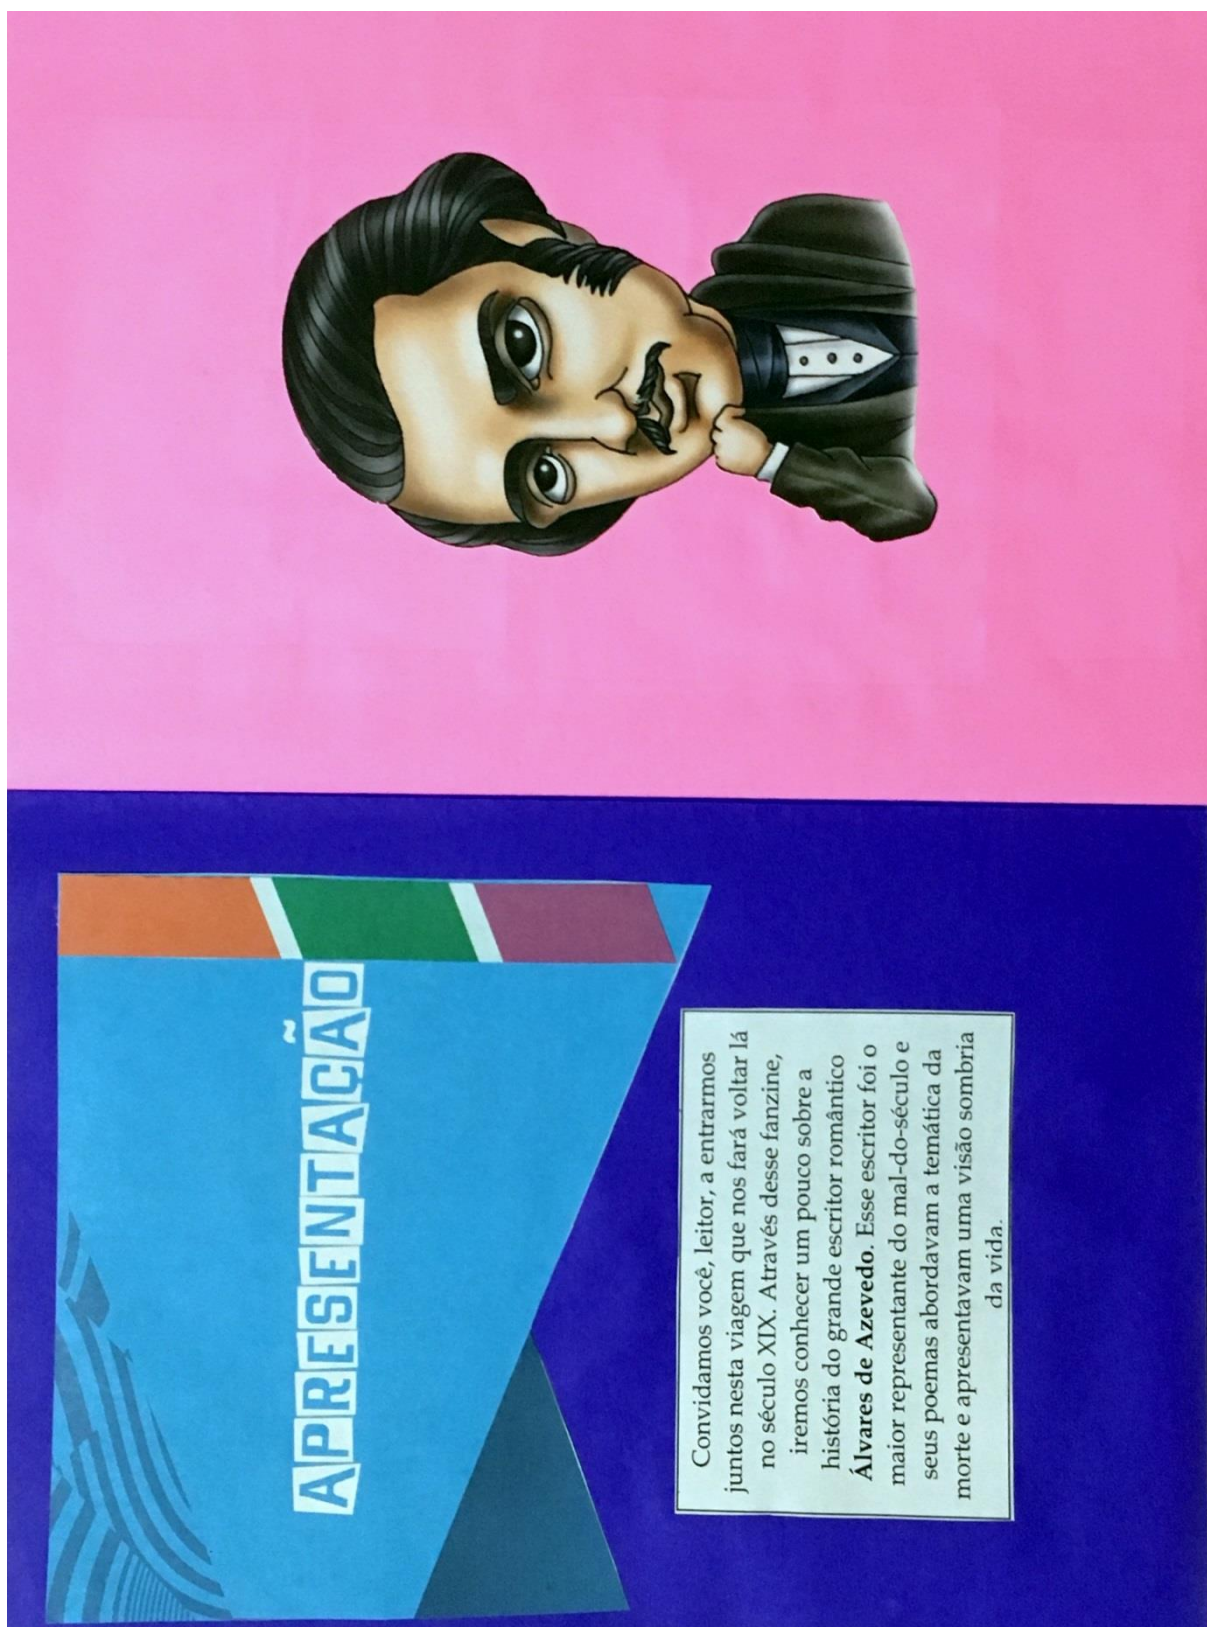 APRESENTAÇÃO
Convidamos você, leitor, a entrarmos
juntos nesta viagem que nos fará voltar lá
no século XIX. Através desse fanzine,
iremos conhecer um pouco sobre a
história do grande escritor romântico
Álvares de Azevedo. Esse escritor foi o
maior representante do mal-do-século e
seus poemas abordavam a temática da
morte e apresentavam uma visão sombria
da vida.